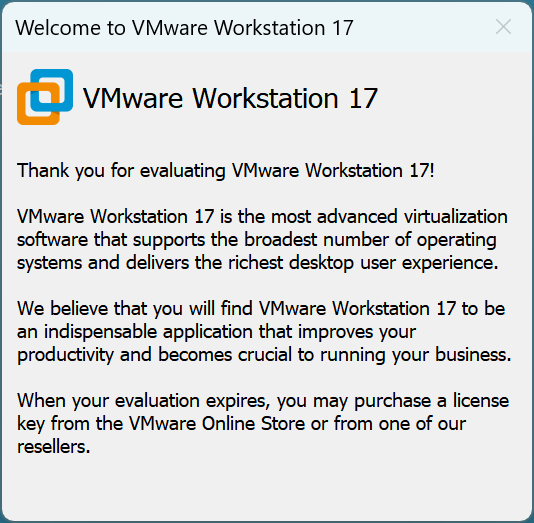 Welcome to VMware Workstation 17
VMware Workstation 17
Thank you for evaluating VMware Workstation 17!
VMware Workstation 17 is the most advanced virtualization
software that supports the broadest number of operating
systems and delivers the richest desktop user experience.
We believe that you will find VMware Workstation 17 to be
an indispensable application that improves your
productivity and becomes crucial to running your business.
When your evaluation expires, you may purchase a license
key from the VMware Online Store or from one of our
resellers.